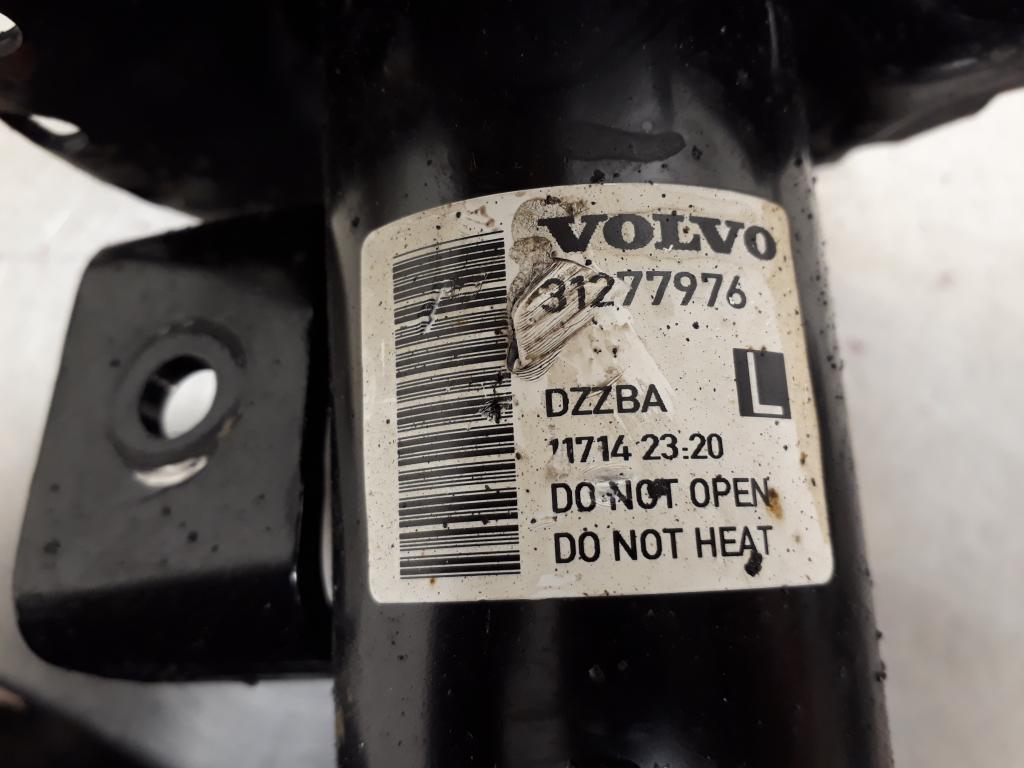 VOLVO
31277976
DZZBA
L
11714 23:20
DO NOT OPEN
DO NOT HEAT